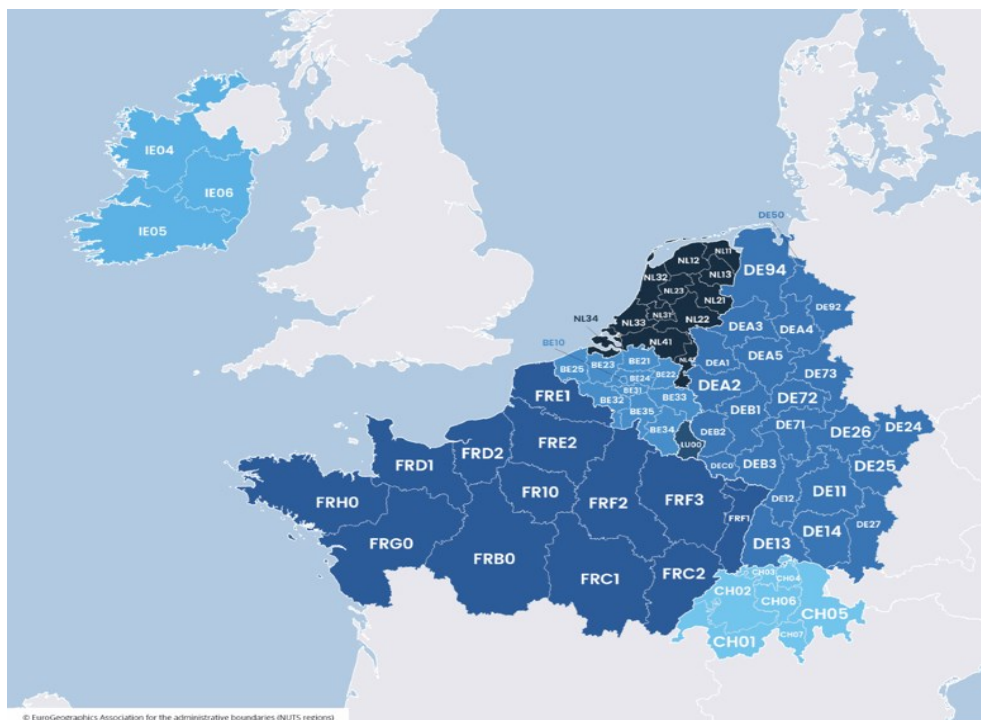 IE04
IE06
IE05
DE50
NL11
NL12
DE94
NL32
NL13
NL23
NL21
DE92
NL34
NL33
NL31
NL22
DEA3
DEA4
BE10
NL41
BE21
DEA5
BE23
DEA1
BE25
BE24
BE22
DE73
DEA2
BE31
FRE1
BE32
BE33
DE72
BE35
DEB1
DE71
DE24
FRE2
BE34
DEB2
DE26
LU00
FRD2
FRD1
DEC0
DEB3
DE25
FR10
FRF3
DE11
FRH0
FRF2
DE12
FRF1
DE27
DE14
FRG0
DE13
FRB0
FRC2
CH03
CH04
FRC1
CH02
CH06
CH05
CH07
CH01
© EuroGeographics Association for the administrative boundaries (NUTS regions)